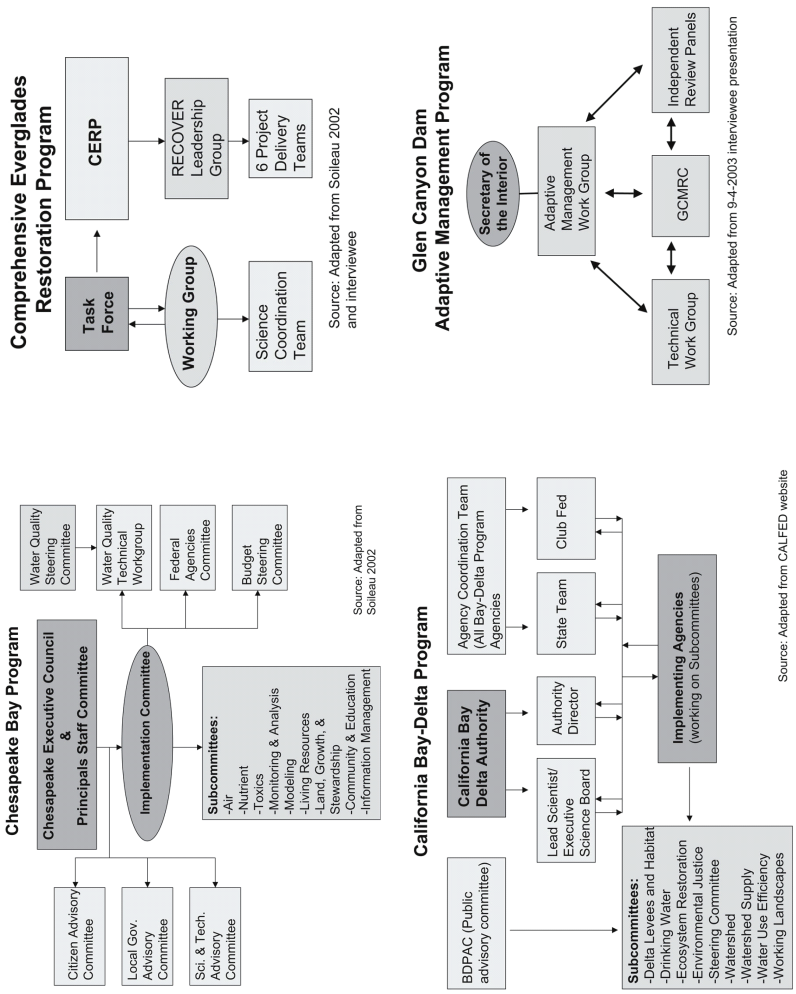 Chesapeake Bay Program
Chesapeake Executive Council
&
Principals Staff Committee
Citizen Advisory
Committee
Local Gov.
Advisory
Committee
Sci. & Tech.
Advisory
Committee
Implementation Committee
Water Quality
Steering
Committee
Water Quality
Technical
Workgroup
Federal
Agencies
Committee
Budget
Steering
Committee
Subcommittees:
-Air
-Nutrient
-Toxics
-Monitoring & Analysis
-Modeling
-Living Resources
-Land, Growth, &
Stewardship
-Community & Education
-Information Management
Source: Adapted from
Soileau 2002
Comprehensive Everglades
Restoration Program
Task
Force
CERP
Working Group
RECOVER
Leadership
Group
Science
Coordination
Team
6 Project
Delivery
Teams
Source: Adapted from Soileau 2002
and interviewee
California Bay-Delta Program
BDPAC (Public
advisory committee)
California Bay
Delta Authority
Agency Coordination Team
(All Bay-Delta Program
Agencies
Lead Scientist/
Executive
Science Board
Authority
Director
State Team
Club Fed
Implementing Agencies
(working on Subcommittees)
Subcommittees:
-Delta Levees and Habitat
-Drinking Water
-Ecosystem Restoration
-Environmental Justice
-Steering Committee
-Watershed
-Watershed Supply
-Water Use Efficiency
-Working Landscapes
Source: Adapted from CALFED website
Glen Canyon Dam
Adaptive Management Program
Secretary of
the Interior
Adaptive
Management
Work Group
Technical
Work Group
GCMRC
Independent
Review Panels
Source: Adapted from 9-4-2003 interviewee presentation